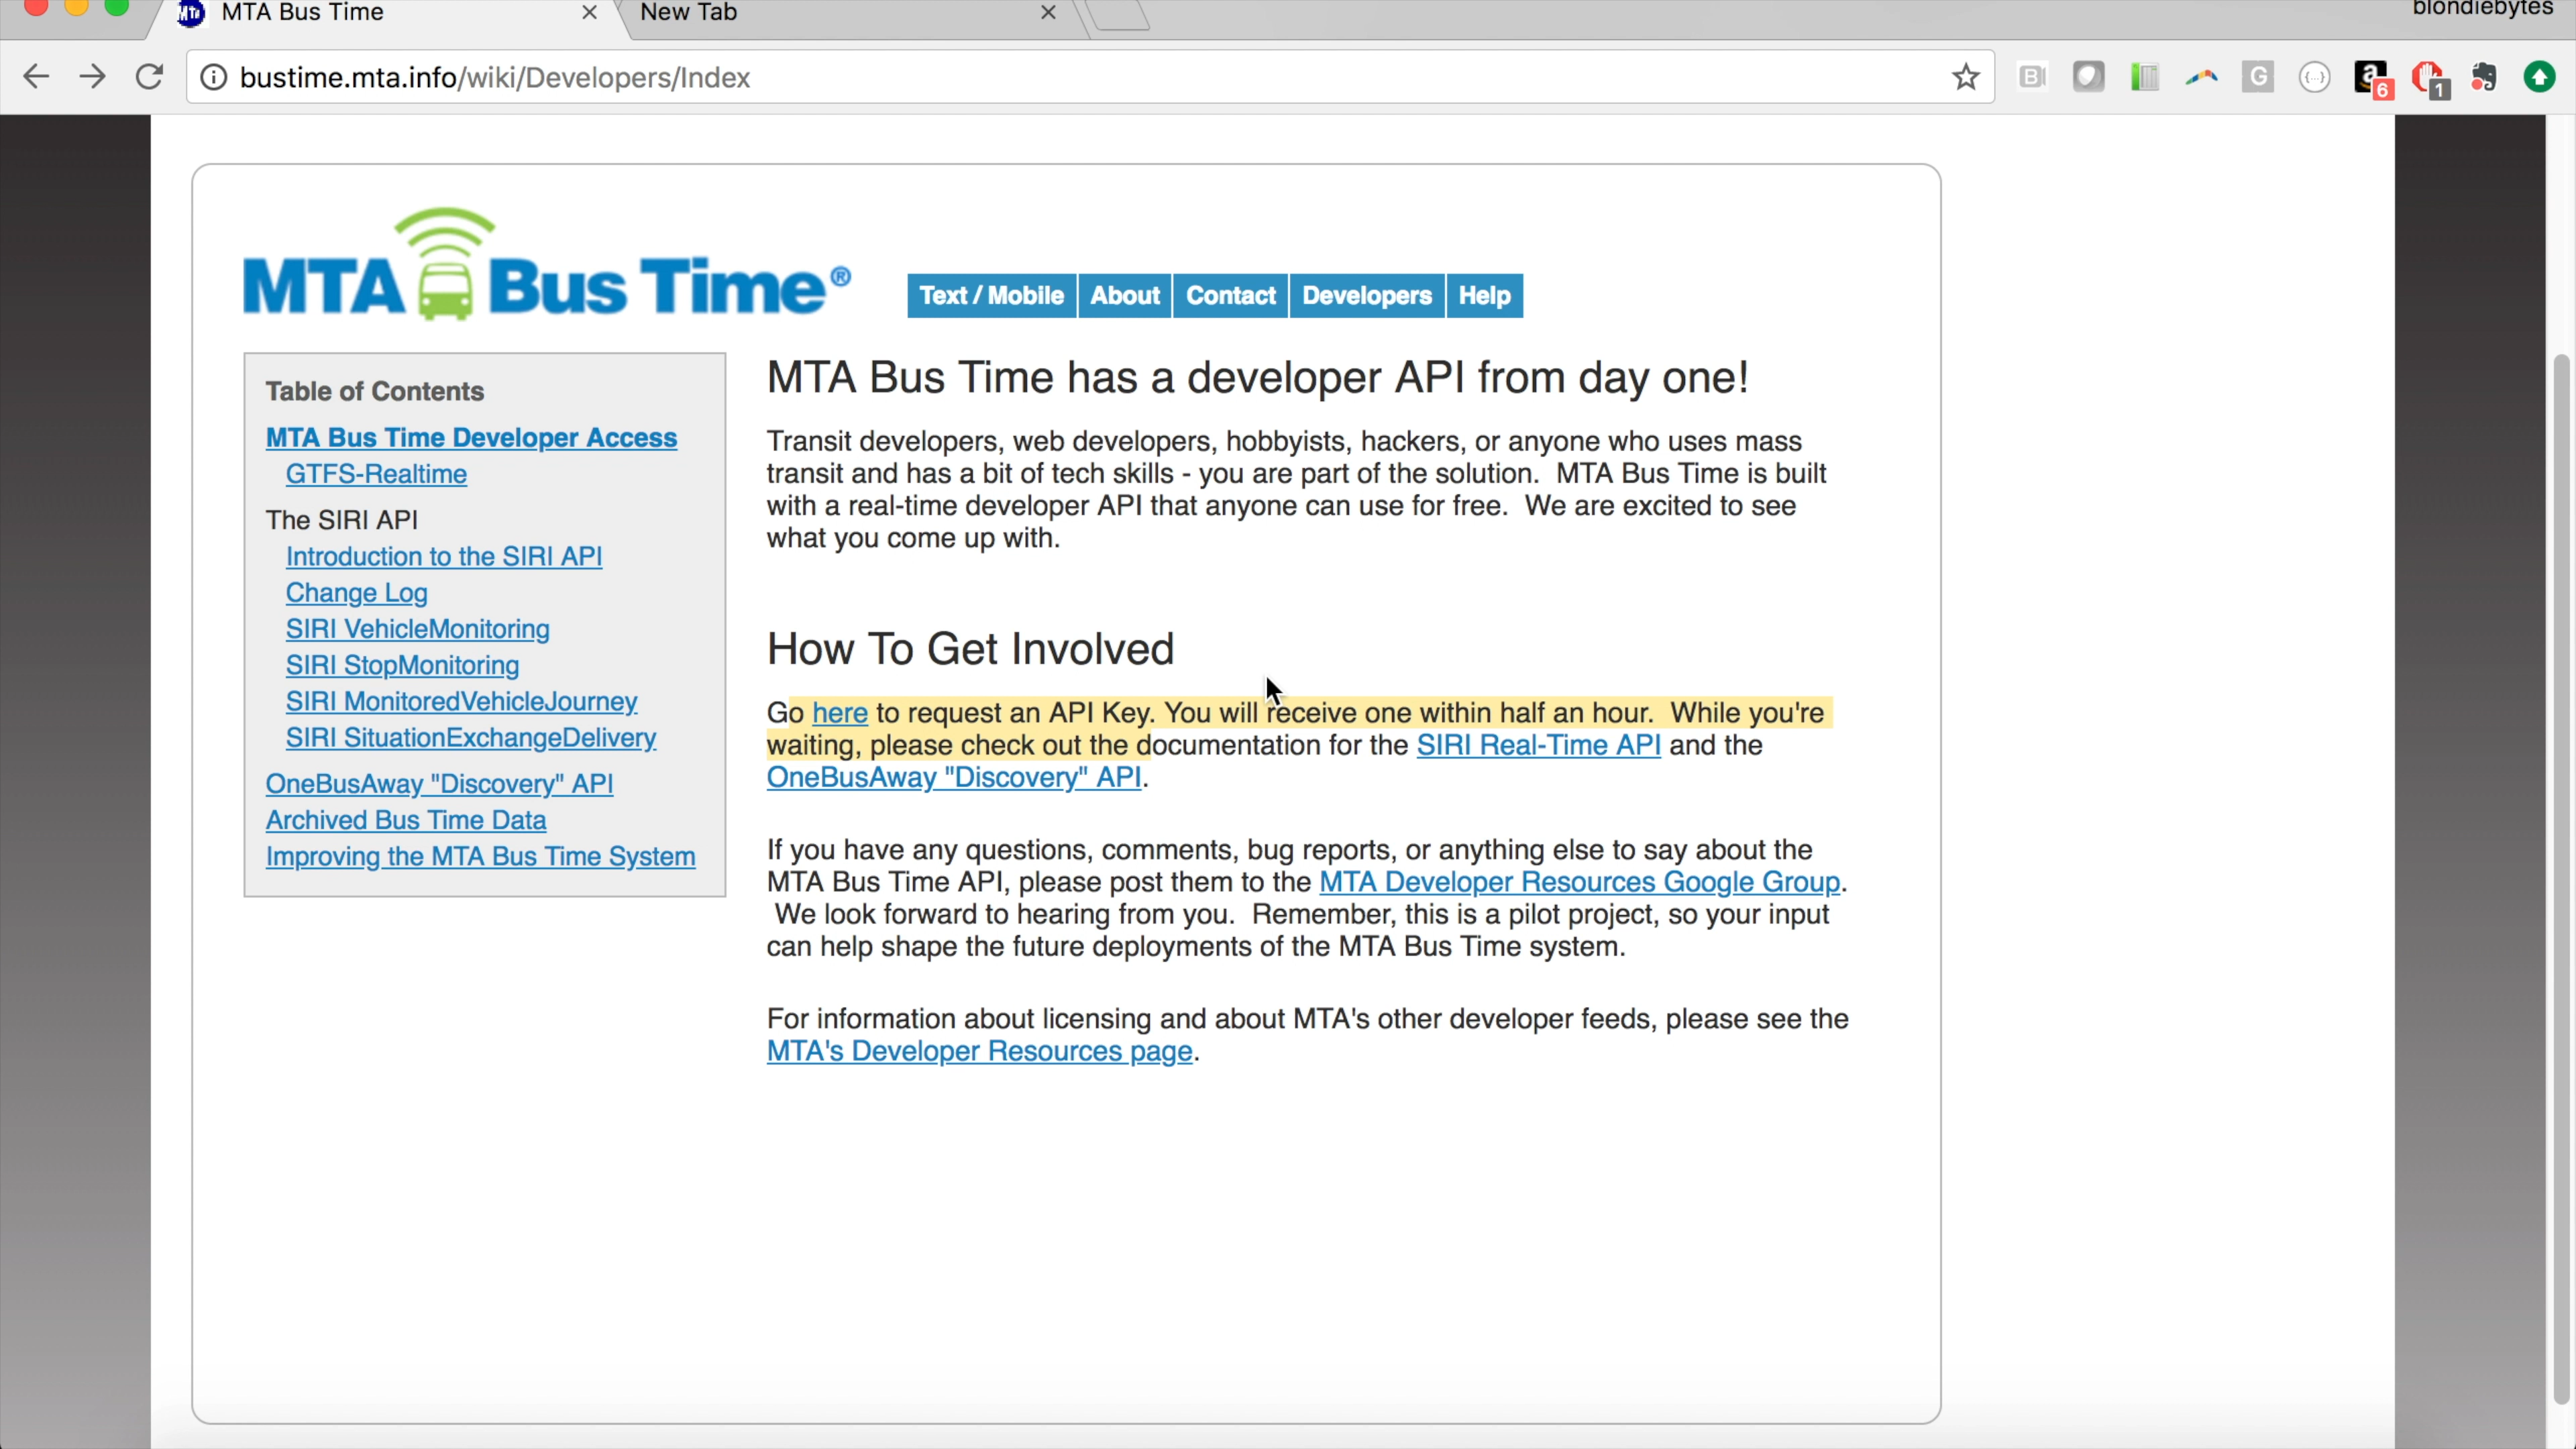 MTA Bus Time
New Tab
blondiebytes
bustime.mta.info/wiki/Developers/Index
B
G
{...}
a 6
1
MTA Bus Time®
Text / Mobile About Contact Developers Help
Table of Contents
MTA Bus Time Developer Access
GTFS-Realtime
The SIRI API
Introduction to the SIRI API
Change Log
SIRI VehicleMonitoring
SIRI StopMonitoring
SIRI MonitoredVehicleJourney
SIRI SituationExchangeDelivery
OneBusAway "Discovery" API
Archived Bus Time Data
Improving the MTA Bus Time System
MTA Bus Time has a developer API from day one!
Transit developers, web developers, hobbyists, hackers, or anyone who uses mass
transit and has a bit of tech skills - you are part of the solution. MTA Bus Time is built
with a real-time developer API that anyone can use for free. We are excited to see
what you come up with.
How To Get Involved
Go here to request an API Key. You will receive one within half an hour. While you're
waiting, please check out the documentation for the SIRI Real-Time API and the
OneBusAway "Discovery" API.
If you have any questions, comments, bug reports, or anything else to say about the
MTA Bus Time API, please post them to the MTA Developer Resources Google Group.
We look forward to hearing from you. Remember, this is a pilot project, so your input
can help shape the future deployments of the MTA Bus Time system.
For information about licensing and about MTA's other developer feeds, please see the
MTA's Developer Resources page.